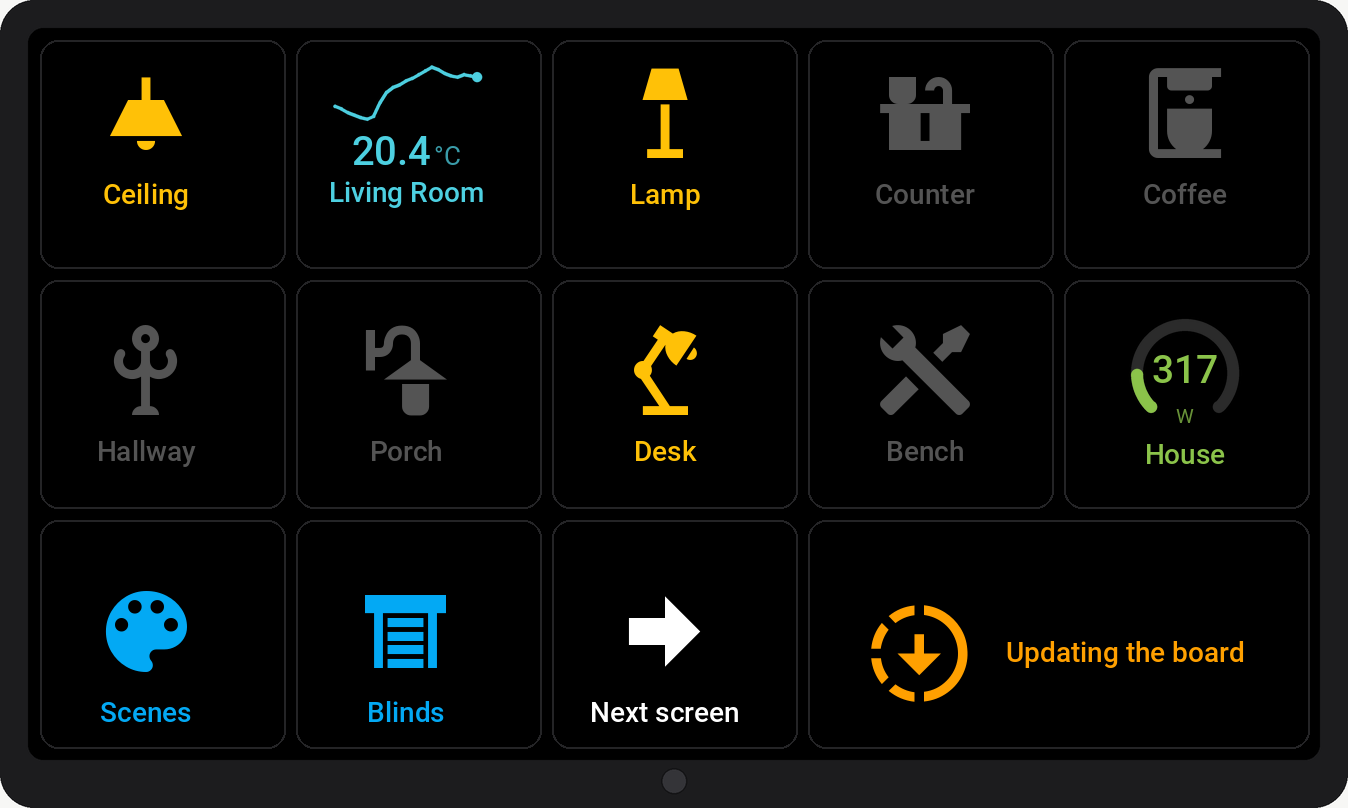 20.4 °C
Ceiling
Living Room
Lamp
Counter
Coffee
317
W
Hallway
Porch
Desk
Bench
House
Updating the board
Scenes
Blinds
Next screen